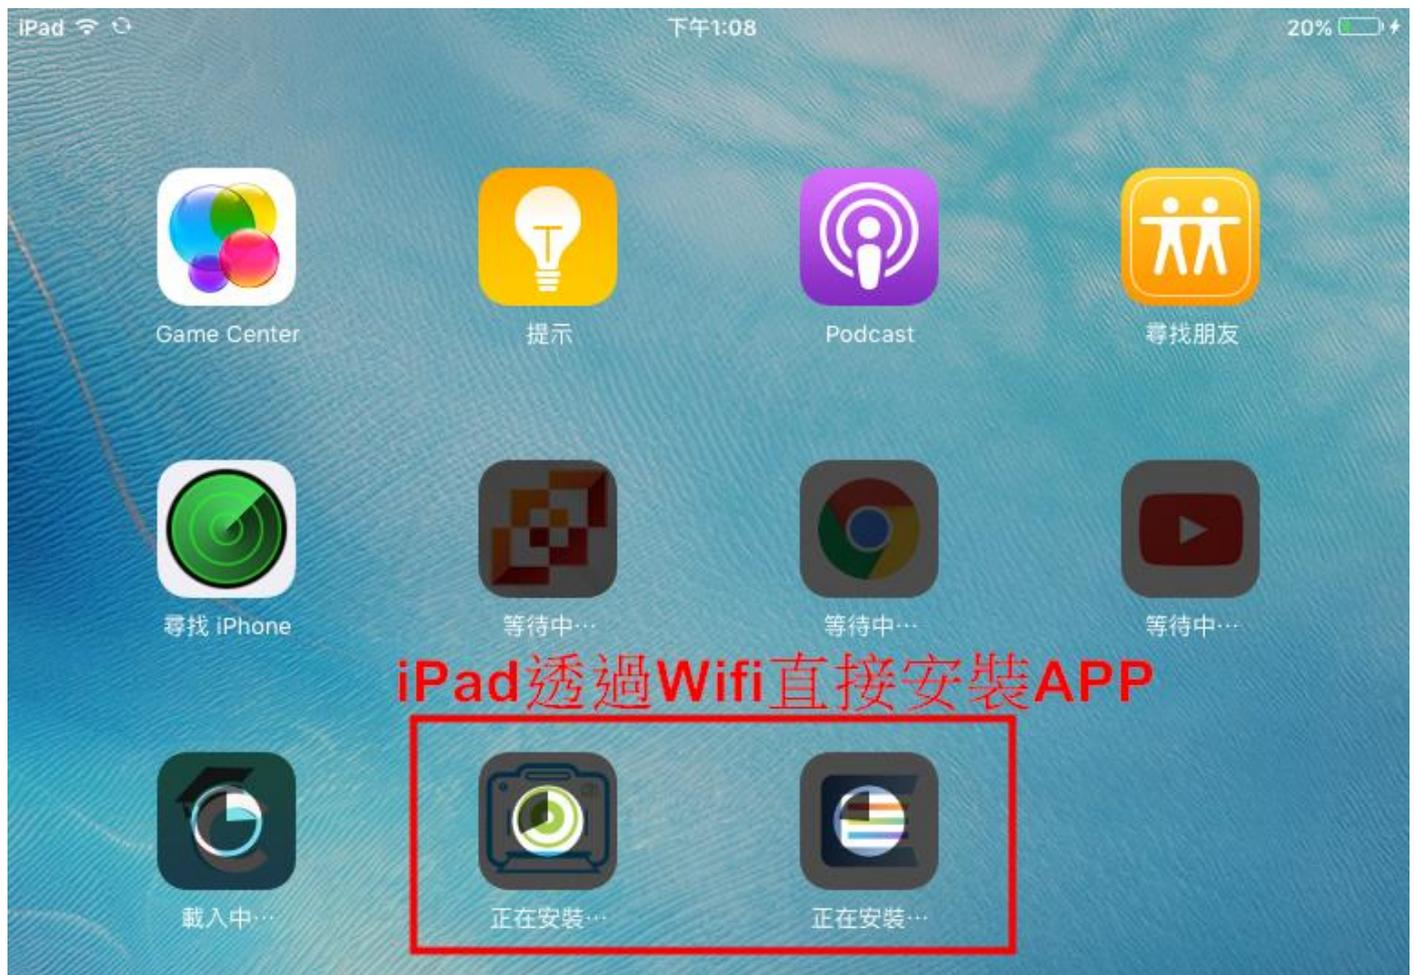 iPad
下午1:08
20%
Game Center
提示
Podcast
尋找朋友
尋找 iPhone
等待中…
等待中…
等待中…
iPad透過Wifi直接安裝APP
載入中…
正在安裝…
正在安裝…